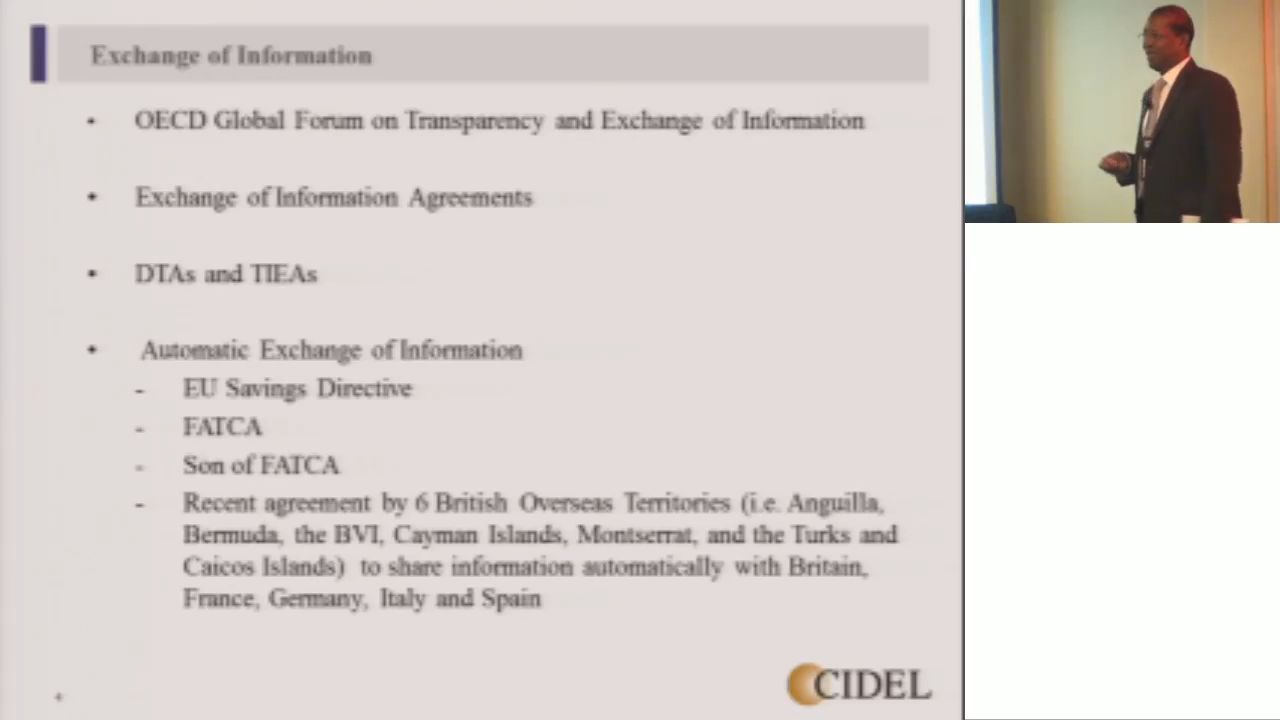 Exchange of Information
• OECD Global Forum on Transparency and Exchange of Information
• Exchange of Information Agreements
• DTAs and TIEAs
• Automatic Exchange of Information
- EU Savings Directive
- FATCA
- Son of FATCA
- Recent agreement by 6 British Overseas Territories (i.e. Anguilla,
Bermuda, the BVI, Cayman Islands, Montserrat, and the Turks and
Caicos Islands) to share information automatically with Britain,
France, Germany, Italy and Spain
CIDEL